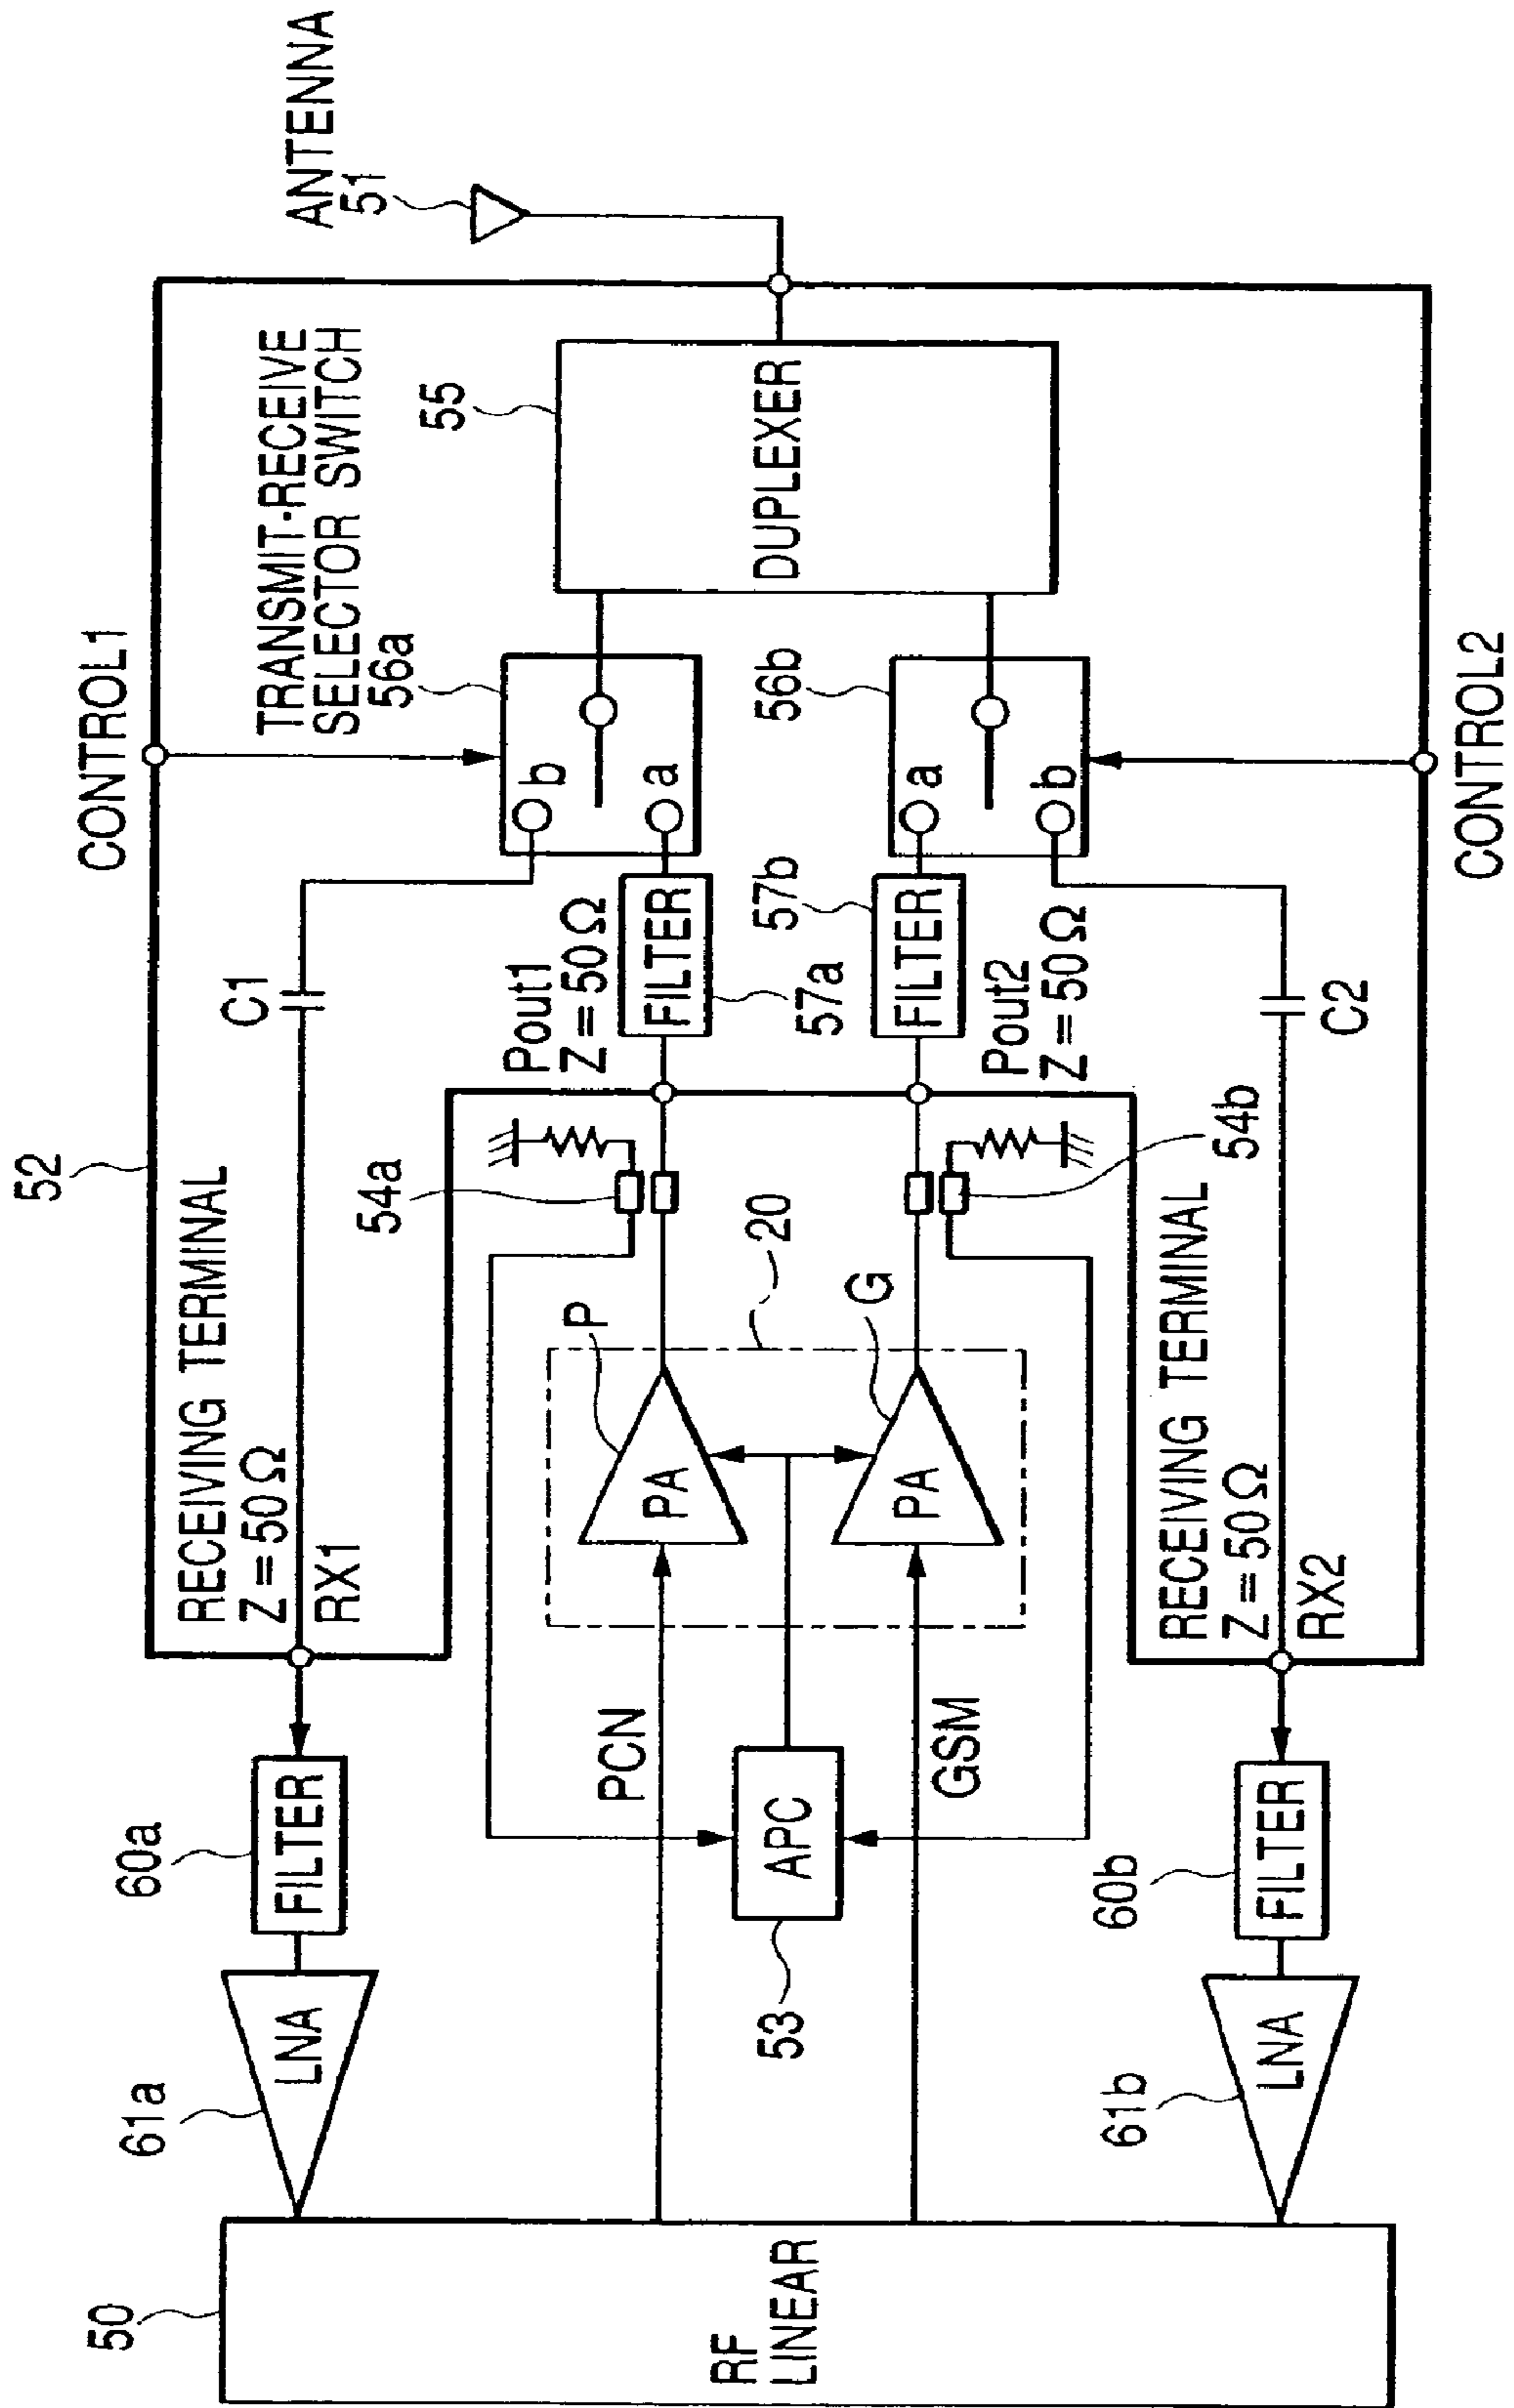 52
CONTROL1
RECEIVING TERMINAL
Z = 50 Ω
RX1
C1
TRANSMIT-RECEIVE
SELECTOR SWITCH
56a
ANTENNA
51
60a
FILTER
61a
LNA
54a
Pout1
Z = 50 Ω
b
a
55
50
RF
LINEAR
PCN
P
PA
FILTER
57a
DUPLEXER
53
APC
20
GSM
G
PA
57b
FILTER
56b
a
b
Pout2
Z = 50 Ω
61b
LNA
60b
FILTER
RECEIVING TERMINAL
Z = 50 Ω
RX2
54b
C2
CONTROL2